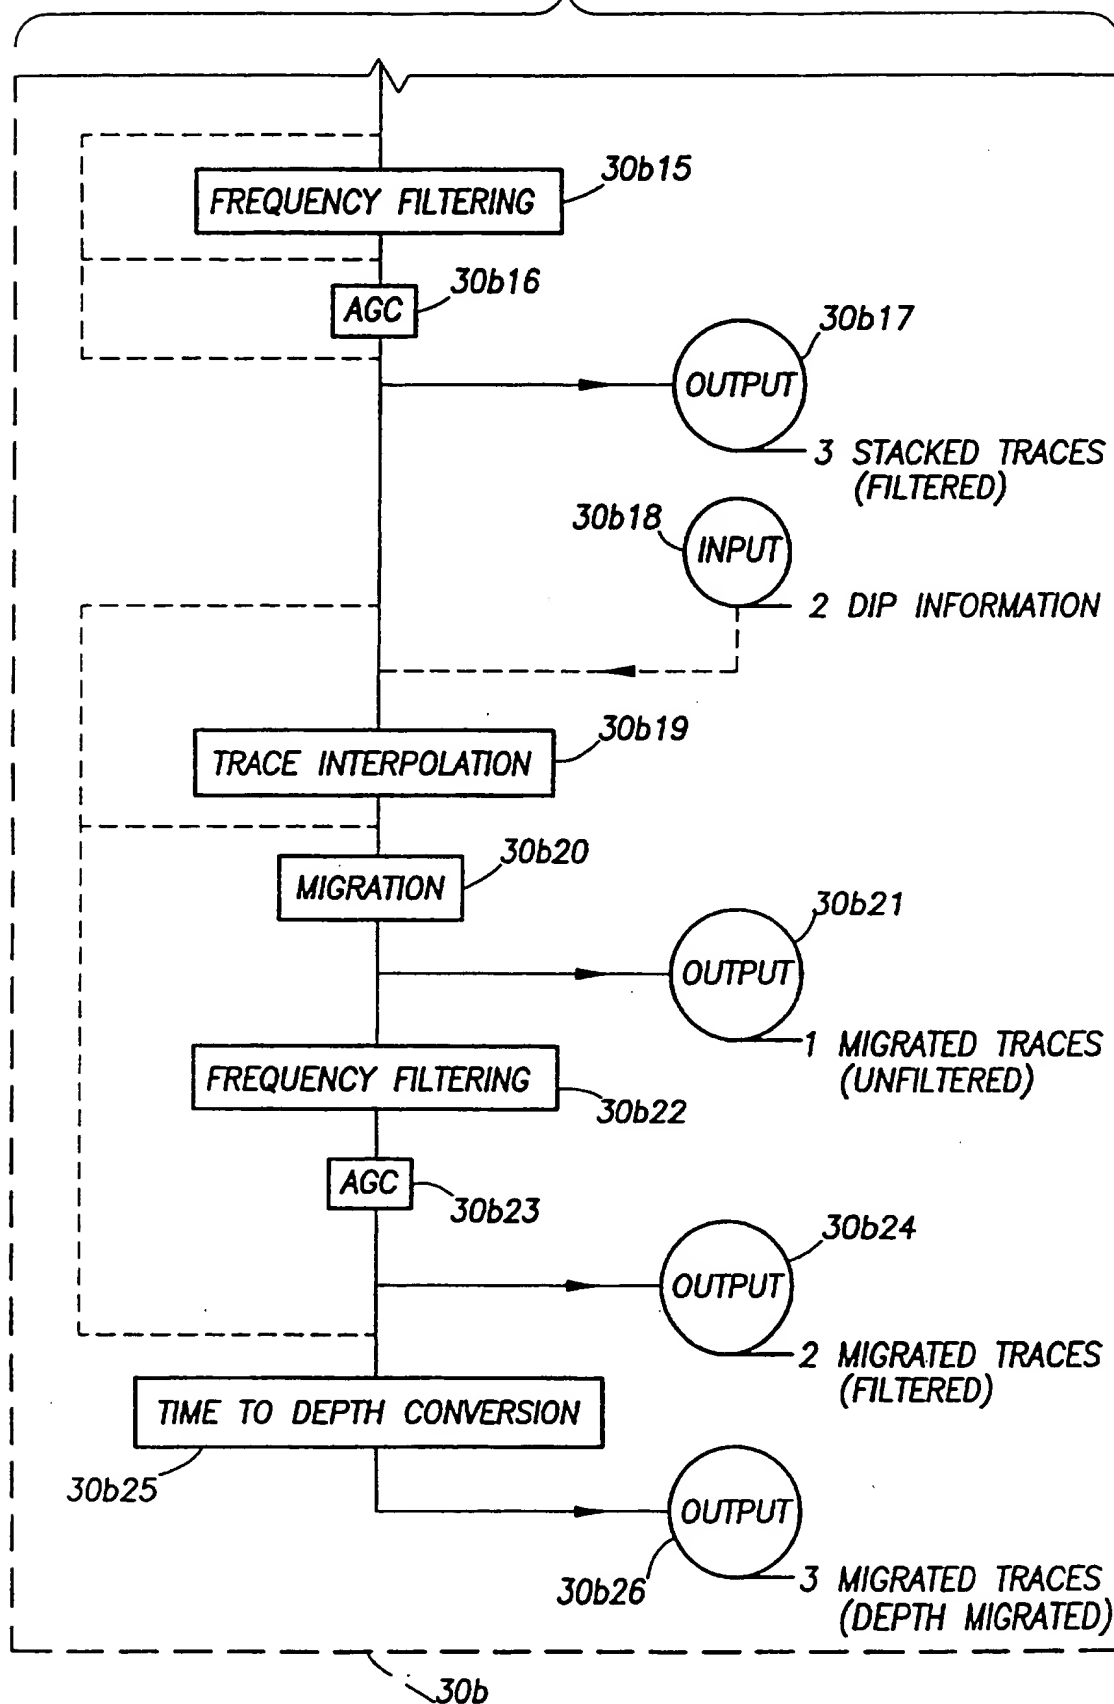 30b15
FREQUENCY FILTERING
30b16
AGC
30b17
OUTPUT
3 STACKED TRACES
(FILTERED)
30b18
INPUT
2 DIP INFORMATION
30b19
TRACE INTERPOLATION
30b20
MIGRATION
30b21
OUTPUT
1 MIGRATED TRACES
(UNFILTERED)
FREQUENCY FILTERING
30b22
AGC
30b23
30b24
OUTPUT
2 MIGRATED TRACES
(FILTERED)
TIME TO DEPTH CONVERSION
30b25
OUTPUT
30b26
3 MIGRATED TRACES
(DEPTH MIGRATED)
30b